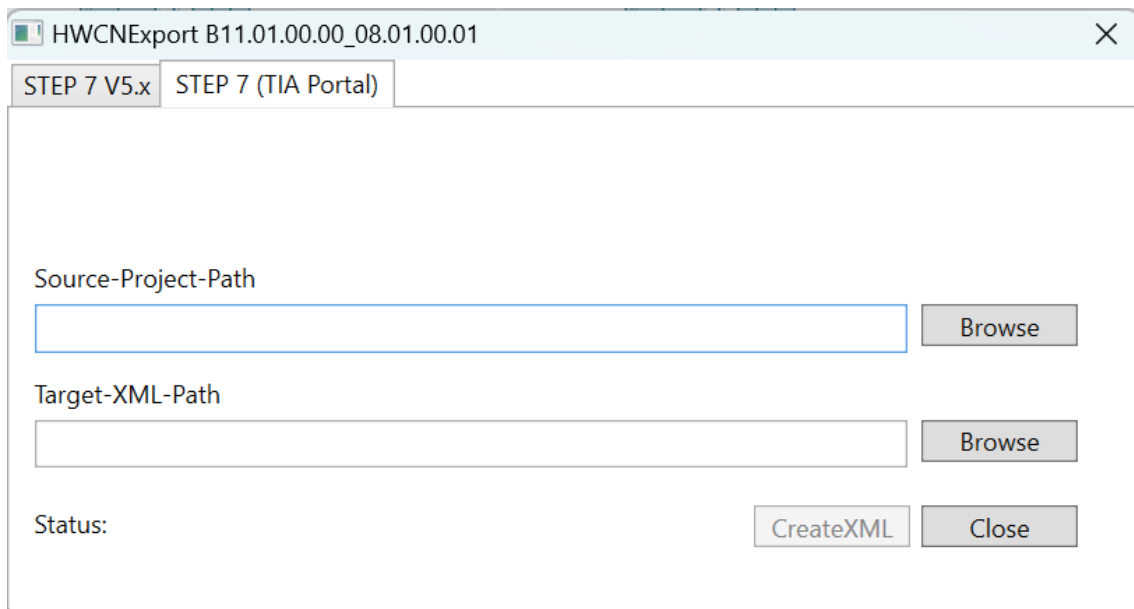 HWCNExport B11.01.00.00_08.01.00.01
STEP 7 V5.x STEP 7 (TIA Portal)
Source-Project-Path
Browse
Target-XML-Path
Browse
Status: CreateXML Close